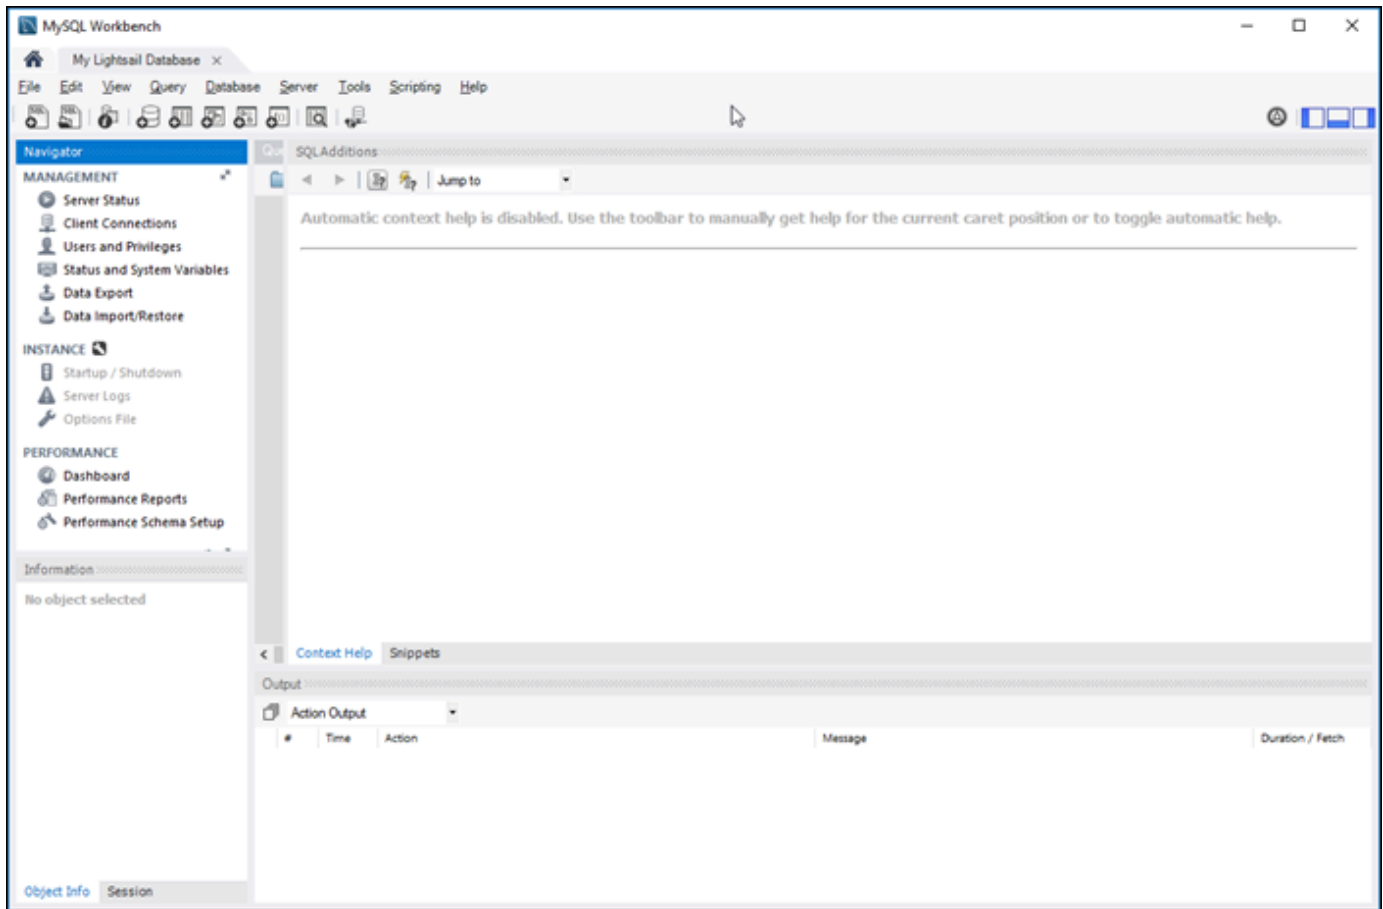 MySQL Workbench
My Lightsail Database
File Edit View Query Database Server Tools Scripting Help
Navigator
MANAGEMENT
Server Status
Client Connections
Users and Privileges
Status and System Variables
Data Export
Data Import/Restore
INSTANCE
Startup / Shutdown
Server Logs
Options File
PERFORMANCE
Dashboard
Performance Reports
Performance Schema Setup
Information
No object selected
Object Info Session
SQLAdditions
Jump to
Automatic context help is disabled. Use the toolbar to manually get help for the current caret position or to toggle automatic help.
Context Help Snippets
Output
Action Output
# Time Action Message Duration / Fetch